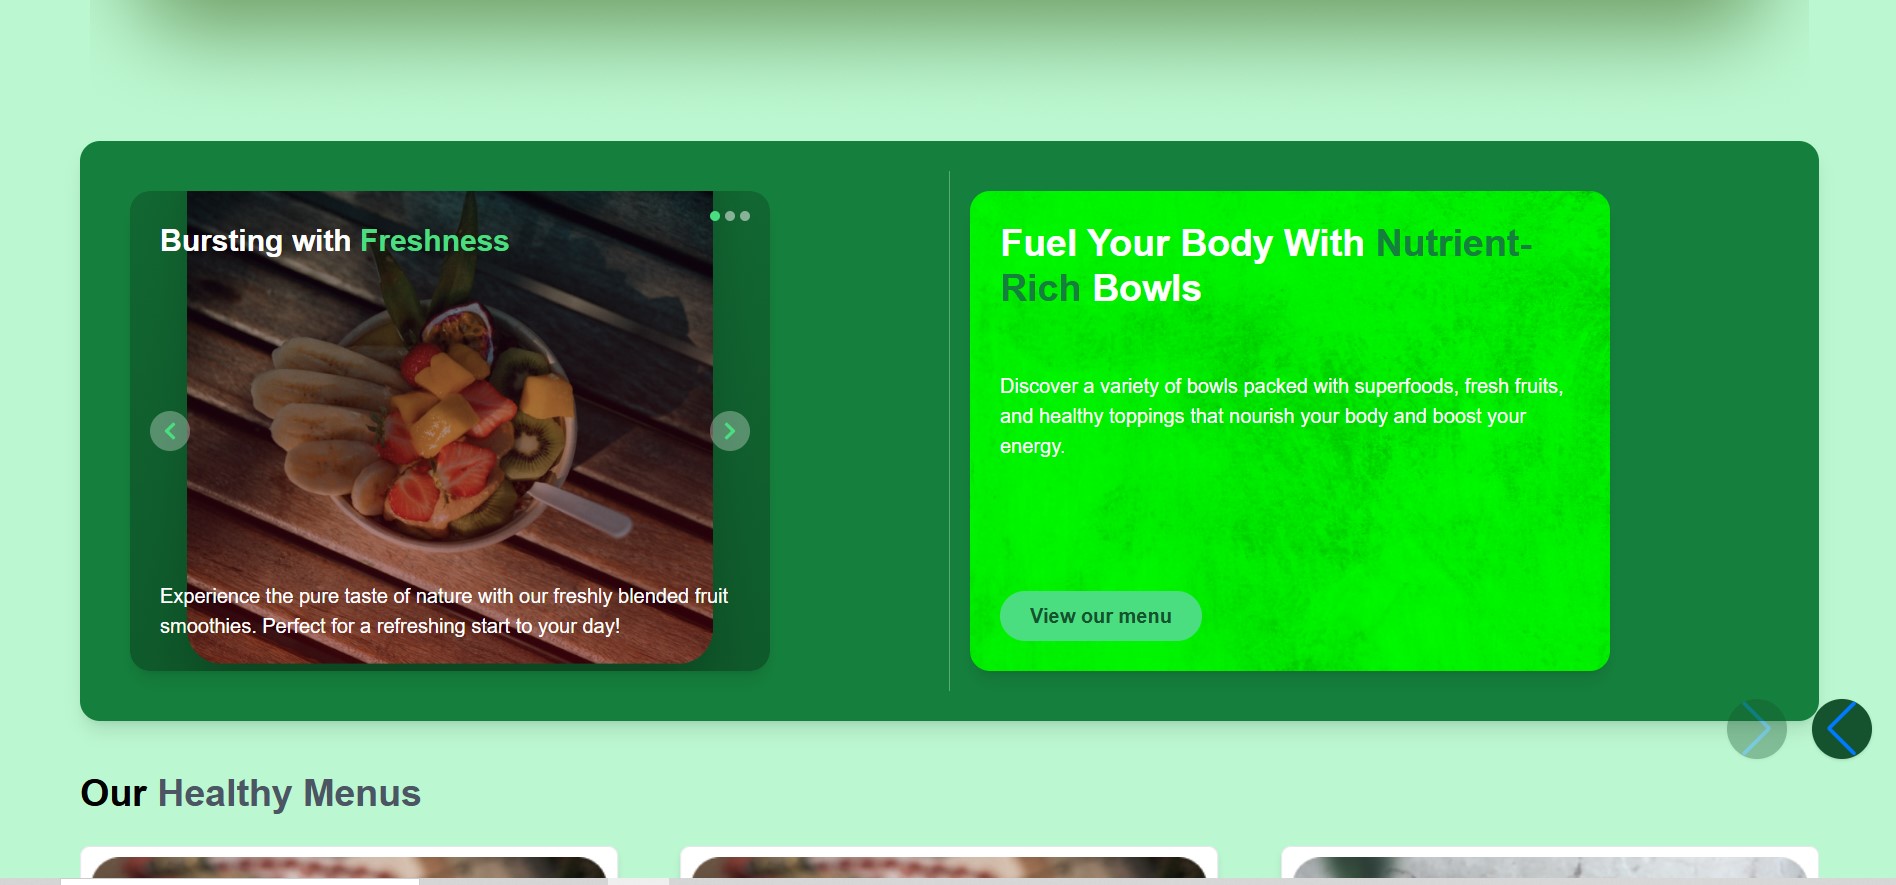 Bursting with Freshness
Experience the pure taste of nature with our freshly blended fruit
smoothies. Perfect for a refreshing start to your day!
Fuel Your Body With Nutrient-
Rich Bowls
Discover a variety of bowls packed with superfoods, fresh fruits,
and healthy toppings that nourish your body and boost your
energy.
View our menu
Our Healthy Menus